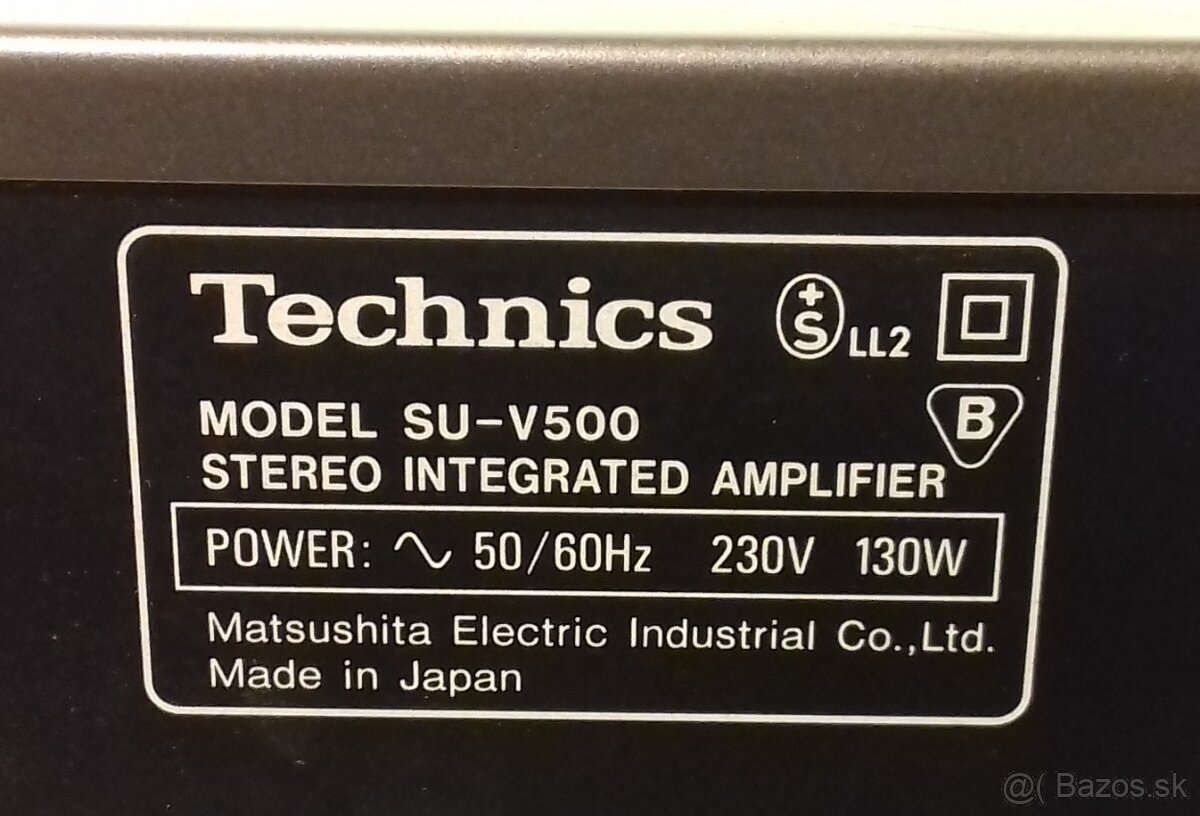 Technics
+
S LL2
MODEL SU-V500
B
STEREO INTEGRATED AMPLIFIER
POWER: ∿ 50/60Hz 230V 130W
Matsushita Electric Industrial Co.,Ltd.
Made in Japan
@( Bazos.sk